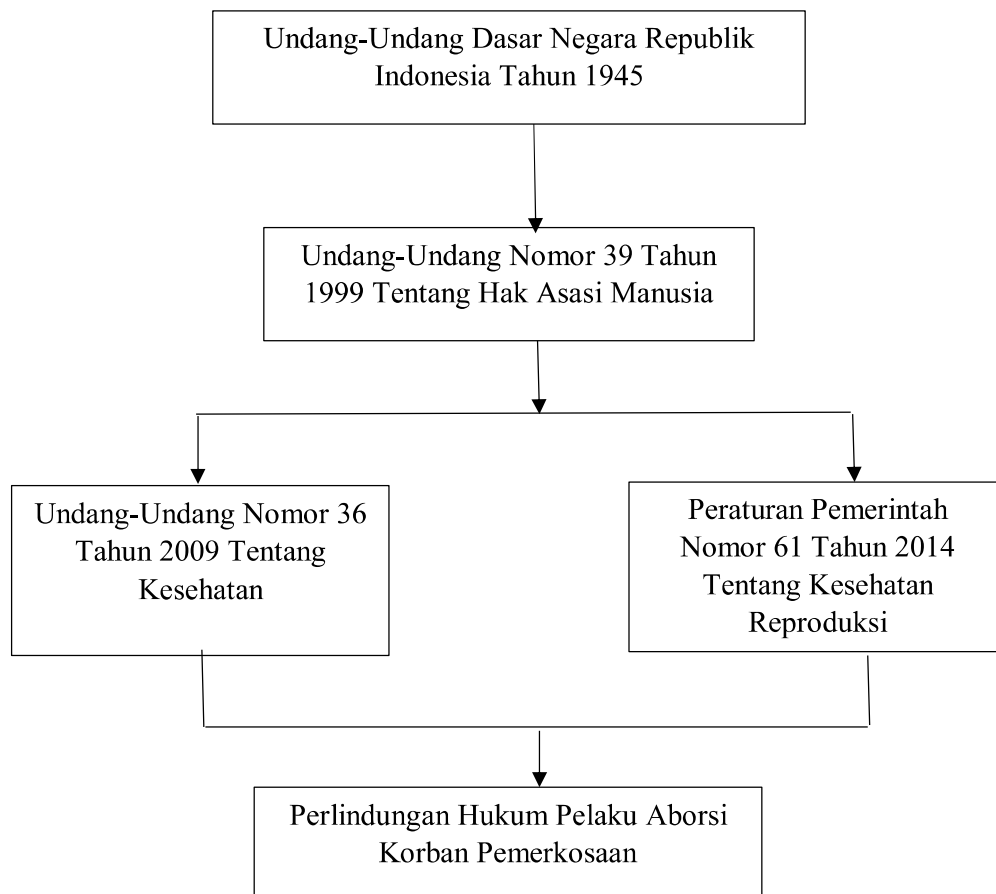 Undang-Undang Dasar Negara Republik
Indonesia Tahun 1945
Undang-Undang Nomor 39 Tahun
1999 Tentang Hak Asasi Manusia
Undang-Undang Nomor 36
Tahun 2009 Tentang
Kesehatan
Peraturan Pemerintah
Nomor 61 Tahun 2014
Tentang Kesehatan
Reproduksi
Perlindungan Hukum Pelaku Aborsi
Korban Pemerkosaan